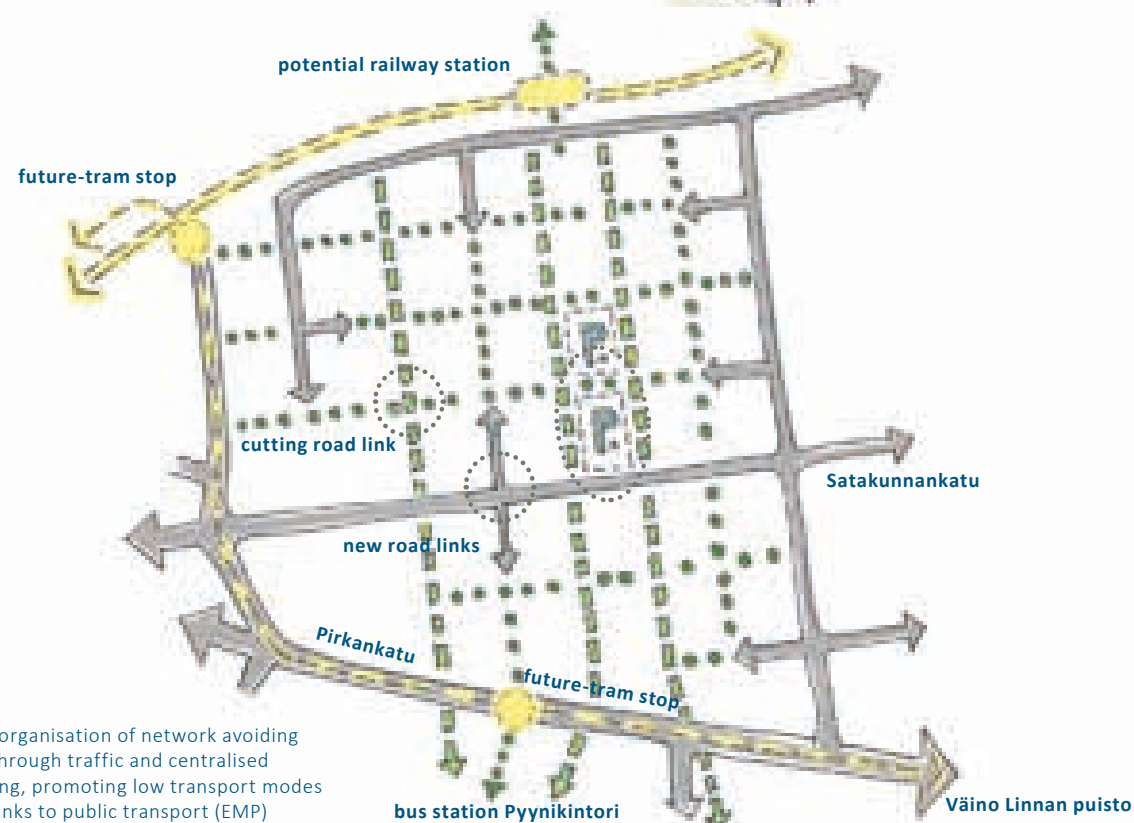 potential railway station
future-tram stop
cutting road link
Satakunnankatu
new road links
Pirkankatu
future-tram stop
organisation of network avoiding
hrough traffic and centralised
ng, promoting low transport modes
nks to public transport (EMP)
bus station Pyynikintori
Väino Linnan puisto